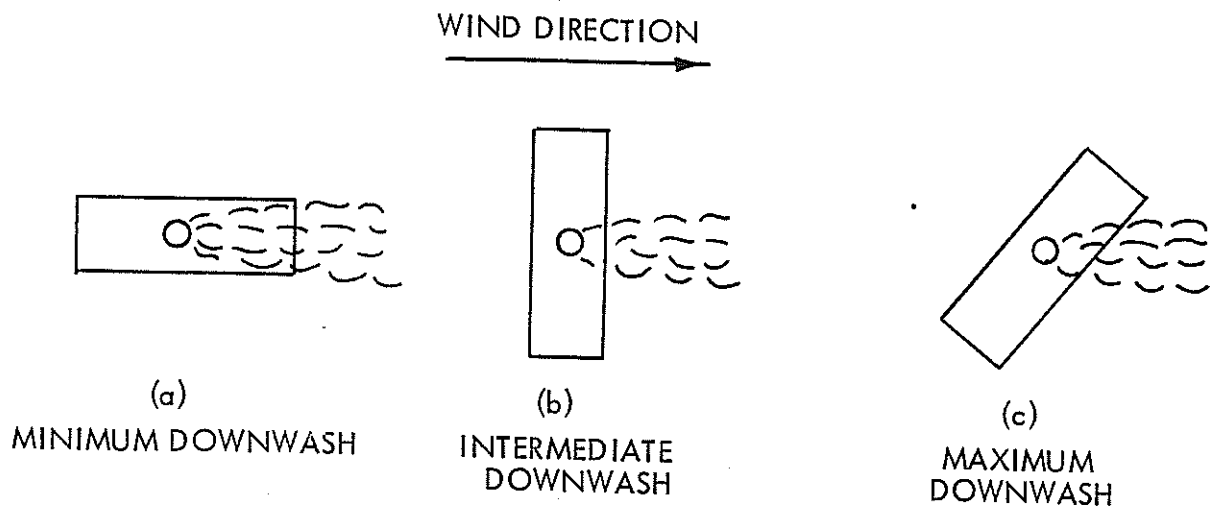 WIND DIRECTION
(a)
MINIMUM DOWNWASH
(b)
INTERMEDIATE
DOWNWASH
(c)
MAXIMUM
DOWNWASH